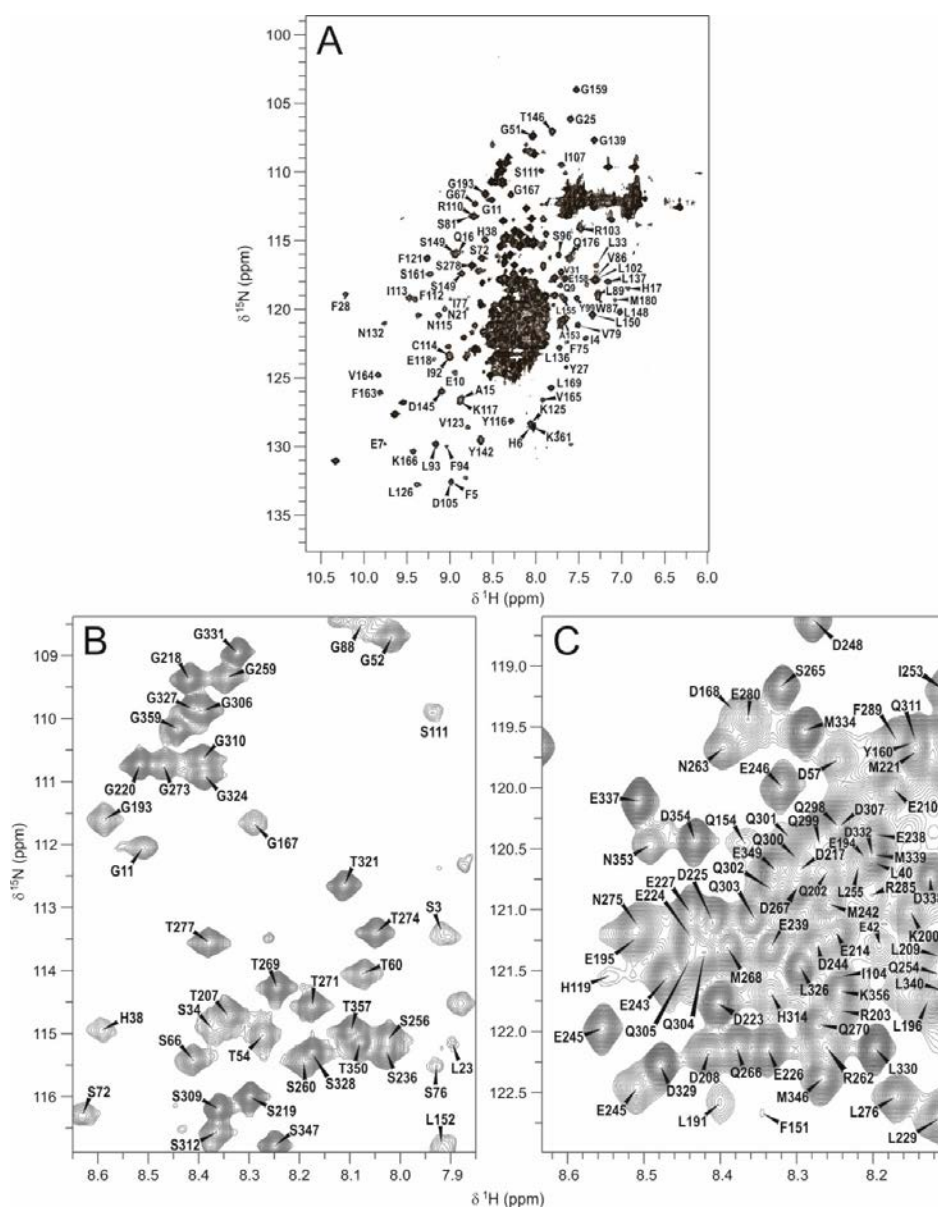 A
G159
T146
G25
G51
G139
I107
S111
G193
G67
G167
R110
G11
S81
R103
S149
Q16
H38
S96
Q176
L33
F121
S72
V86
S278
V31
L102
S161
E158
L137
S149
Q9
L89
H17
I113
F112
I77
M180
F28
N21
L155
Y99
W87
L148
N132
N115
A153
L150
V79
C114
F75
I4
E118
L136
I92
Y27
V164
E10
A15
L169
F163
V165
D145
K117
K125
V123
Y116
E7
H6
K361
K166
Y142
L93
F94
L126
D105
F5
100
105
110
115
120
125
130
135
δ 15N (ppm)
10.5 10.0 9.5 9.0 8.5 8.0 7.5 7.0 6.5 6.0
δ 1H (ppm)
B
G331
G88
G52
G218
G259
G327
G306
G359
S111
G310
G220
G273
G324
G193
G167
G11
T321
S3
T277
T274
T269
T271
T60
T207
T357
S34
S256
H38
S66
T54
T350
L23
S260
S328
S236
S76
S72
S309
S219
L152
S312
S347
109
110
111
112
113
114
115
116
δ 15N (ppm)
8.6 8.5 8.4 8.3 8.2 8.1 8.0 7.9
δ 1H (ppm)
C
D248
S265
I253
D168
E280
F289
Q311
M334
Y160
N263
M221
D57
E246
E337
Q298
D307
E210
D354
Q301
Q154
Q299
D332
E238
Q300
E194
N353
E349
M339
D217
L40
D225
Q302
R285
E227
Q303
Q202
L255
D338
E224
D267
M242
N275
E42
K200
E239
E214
L209
E195
D244
M268
I104
Q254
H119
L326
L340
E243
K356
Q305
Q304
D223
H314
R203
L196
E245
Q270
L330
D208
Q266
E226
R262
D329
M346
E245
L276
L191
F151
L229
119.0
119.5
120.0
120.5
121.0
121.5
122.0
122.5
8.6 8.5 8.4 8.3 8.2
δ 1H (ppm)